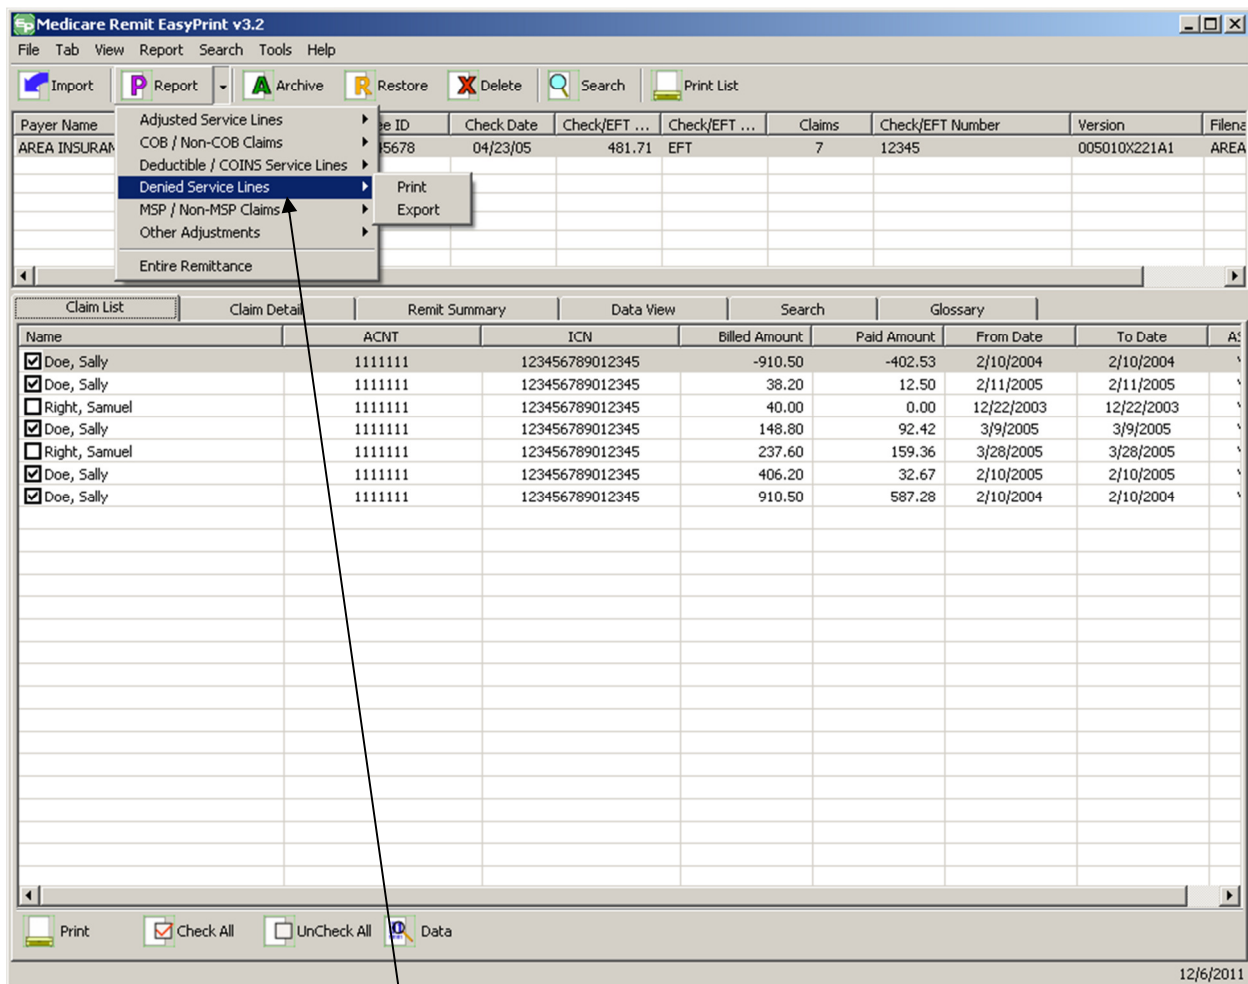 Medicare Remit EasyPrint v3.2
File Tab View Report Search Tools Help
Import Report Archive Restore Delete Search Print List
Payer Name ee ID Check Date Check/EFT ... Check/EFT ... Claims Check/EFT Number Version Filena
AREA INSURAN 45678 04/23/05 481.71 EFT 7 12345 005010X221A1 AREA
Adjusted Service Lines
COB / Non-COB Claims
Deductible / COINS Service Lines
Denied Service Lines
MSP / Non-MSP Claims
Other Adjustments
Entire Remittance
Print
Export
Claim List Claim Detail Remit Summary Data View Search Glossary
Name ACNT ICN Billed Amount Paid Amount From Date To Date AS
Doe, Sally 1111111 123456789012345 -910.50 -402.53 2/10/2004 2/10/2004
Doe, Sally 1111111 123456789012345 38.20 12.50 2/11/2005 2/11/2005
Right, Samuel 1111111 123456789012345 40.00 0.00 12/22/2003 12/22/2003
Doe, Sally 1111111 123456789012345 148.80 92.42 3/9/2005 3/9/2005
Right, Samuel 1111111 123456789012345 237.60 159.36 3/28/2005 3/28/2005
Doe, Sally 1111111 123456789012345 406.20 32.67 2/10/2005 2/10/2005
Doe, Sally 1111111 123456789012345 910.50 587.28 2/10/2004 2/10/2004
Print Check All UnCheck All Data
12/6/2011